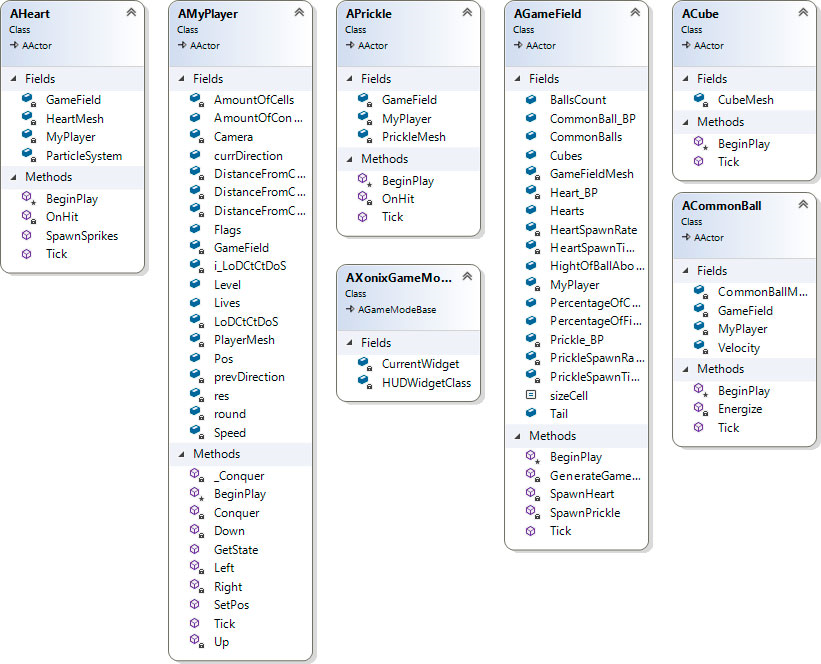 AHeart
Class
AActor
Fields
GameField
HeartMesh
MyPlayer
ParticleSystem
Methods
BeginPlay
OnHit
SpawnSprikes
Tick
AMyPlayer
Class
AActor
Fields
AmountOfCells
AmountOfCon...
Camera
currDirection
DistanceFromC...
DistanceFromC...
DistanceFromC...
Flags
GameField
i_LoDCtCtDoS
Level
Lives
LoDCtCtDoS
PlayerMesh
Pos
prevDirection
res
round
Speed
Methods
_Conquer
BeginPlay
Conquer
Down
GetState
Left
Right
SetPos
Tick
Up
APrickle
Class
AActor
Fields
GameField
MyPlayer
PrickleMesh
Methods
BeginPlay
OnHit
Tick
AXonixGameMo...
Class
AGameModeBase
Fields
CurrentWidget
HUDWidgetClass
AGameField
Class
AActor
Fields
BallsCount
CommonBall_BP
CommonBalls
Cubes
GameFieldMesh
Heart_BP
Hearts
HeartSpawnRate
HeartSpawnTi...
HightOfBallAbo...
MyPlayer
PercentageOfC...
PercentageOfFi...
Prickle_BP
PrickleSpawnRa...
PrickleSpawnTi...
sizeCell
Tail
Methods
BeginPlay
GenerateGame...
SpawnHeart
SpawnPrickle
Tick
ACube
Class
AActor
Fields
CubeMesh
Methods
BeginPlay
Tick
ACommonBall
Class
AActor
Fields
CommonBallM...
GameField
MyPlayer
Velocity
Methods
BeginPlay
Energize
Tick